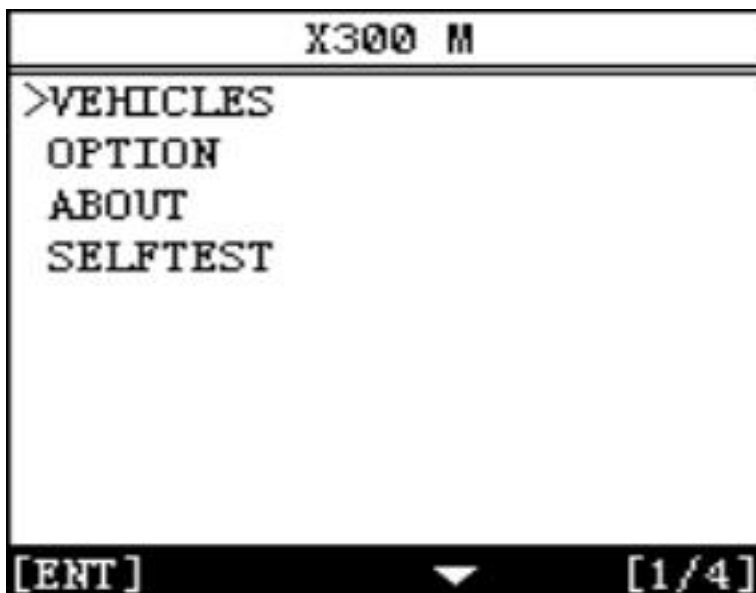 X300 M
>VEHICLES
OPTION
ABOUT
SELFTEST
[ENT] [1/4]